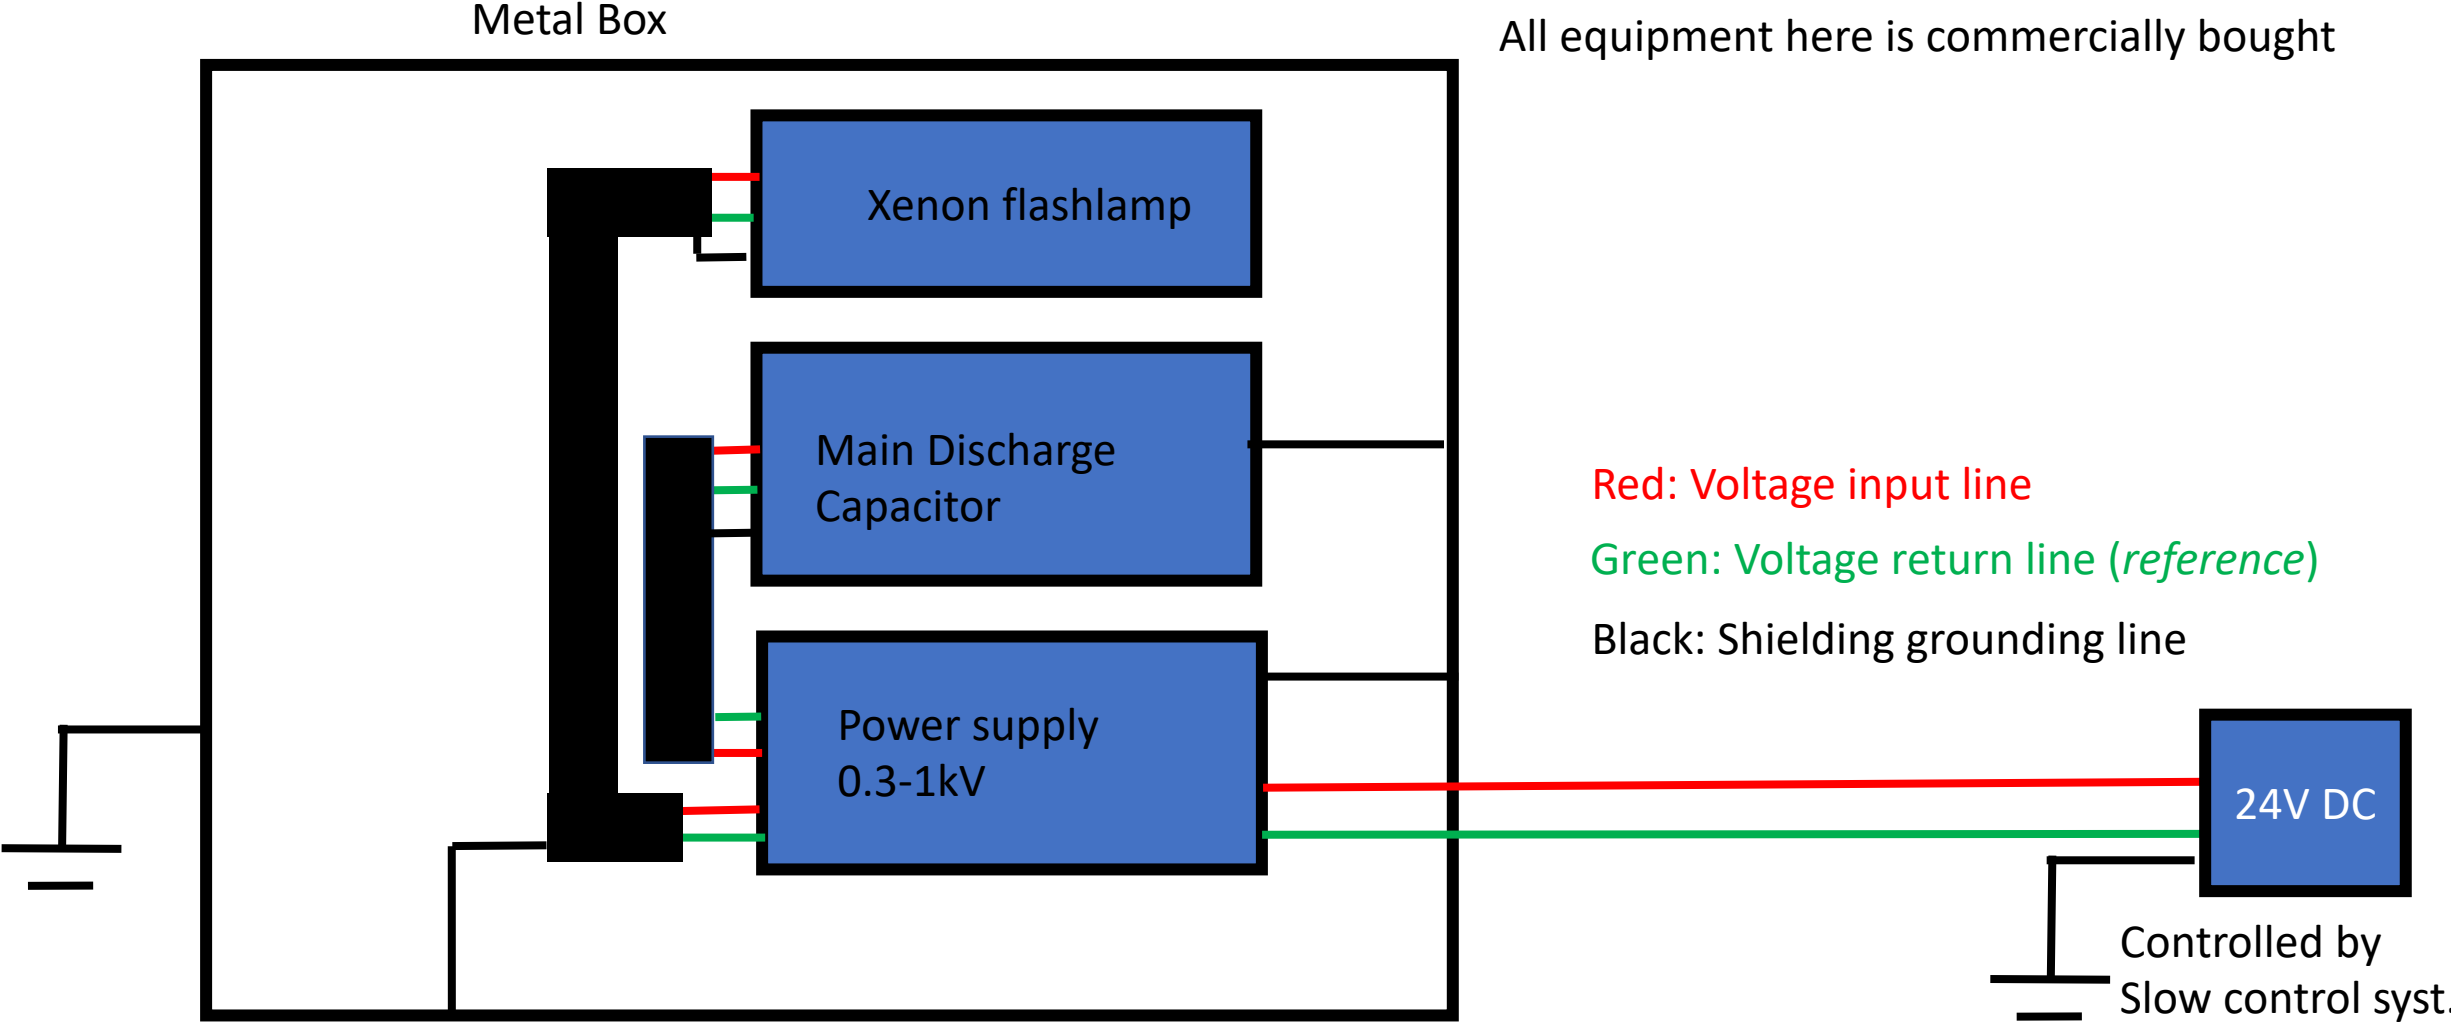 Metal Box
All equipment here is commercially bought
Xenon flashlamp
Main Discharge
Capacitor
Red: Voltage input line
Green: Voltage return line (reference)
Black: Shielding grounding line
Power supply
0.3-1kV
24V DC
Controlled by
Slow control syst.